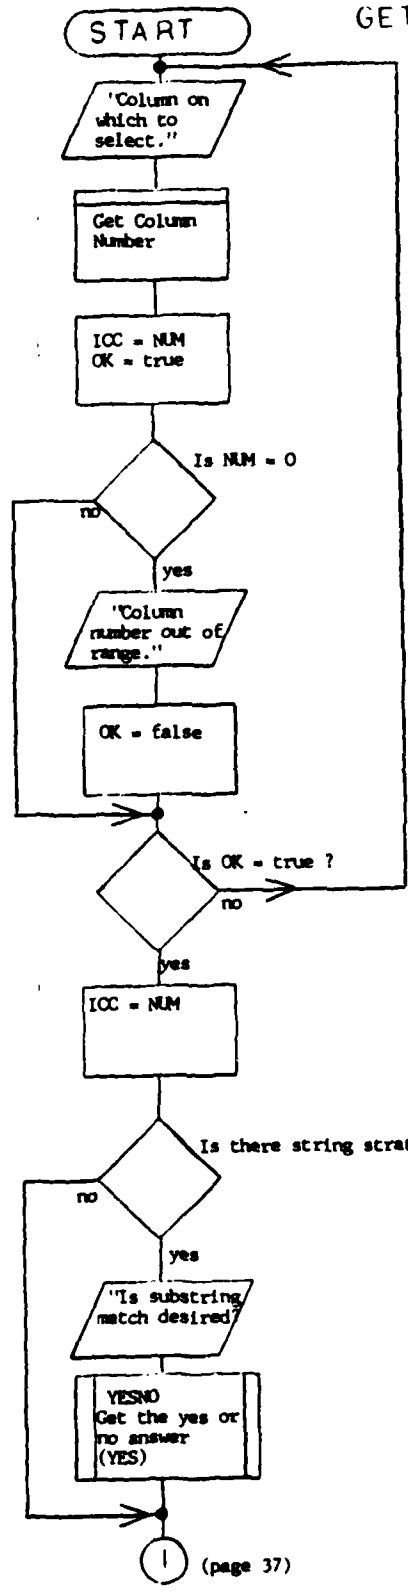 START
GET
"Column on
which to
select."
Get Column
Number
ICC = NUM
OK = true
Is NUM = 0
no
yes
"Column
number out of
range."
OK = false
Is OK = true ?
no
yes
ICC = NUM
Is there string strat
no
yes
"Is substring
match desired?
YESNO
Get the yes or
no answer
(YES)
1 (page 37)